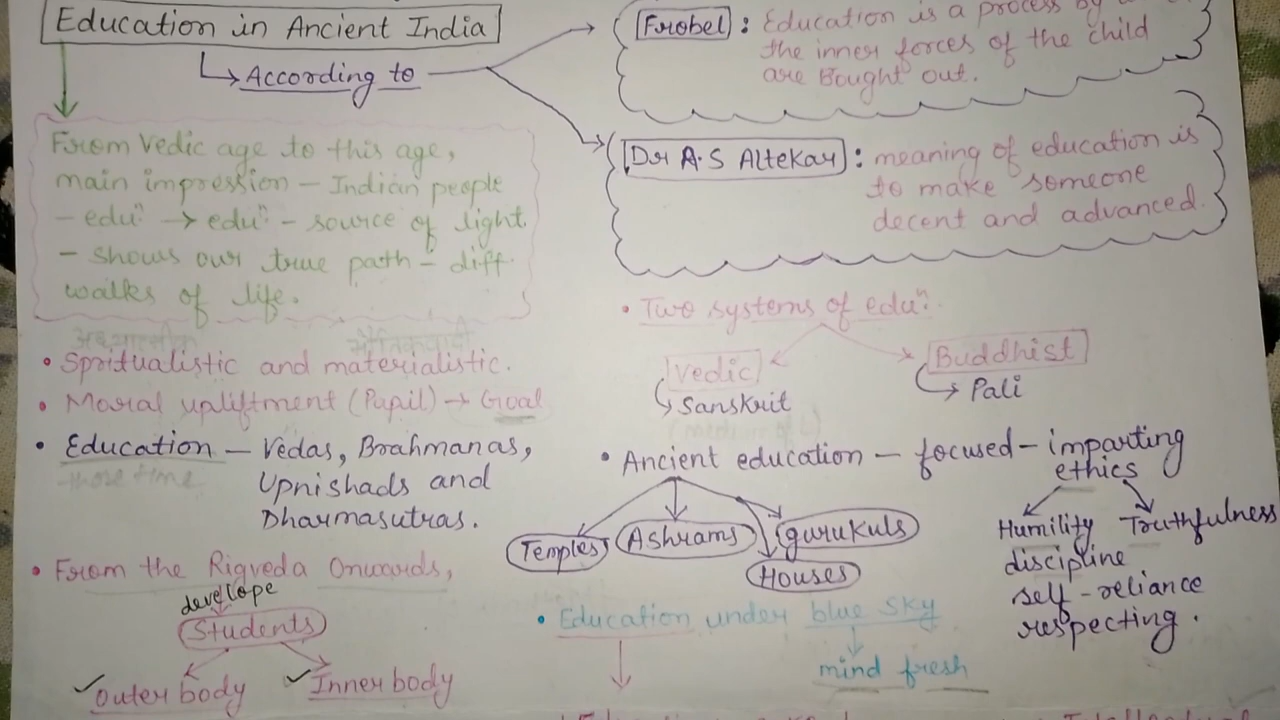 Education in Ancient India
According to
Frobel : Education is a process by
the inner forces of the child
are Bought out.
Dr A.S Altekar : meaning of education is
to make someone
decent and advanced.
From Vedic age to this age,
main impression - Indian people
- eduⁿ → eduⁿ - source of light.
- shows our true path - diff.
walks of life.
• Two systems of eduⁿ.
Vedic
Buddhist
Sanskrit
Pali
• Spritualistic and materialistic.
• Moral upliftment (Pupil) → Goal
• Education - Vedas, Brahmanas,
those time
Upnishads and
Dharmasutras.
• Ancient education - focused - imparting
ethics
Temples
Ashrams
gurukuls
Houses
Humility
Truthfulness
discipline
self-reliance
respecting.
• From the Rigveda Onwards,
develope
Students
✓ Outer body
✓ Inner body
• Education under blue sky
mind fresh